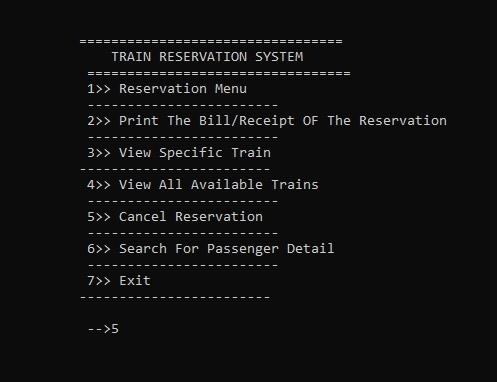 =================================
TRAIN RESERVATION SYSTEM
=================================
1>> Reservation Menu
------------------------
2>> Print The Bill/Receipt OF The Reservation
------------------------
3>> View Specific Train
------------------------
4>> View All Available Trains
------------------------
5>> Cancel Reservation
------------------------
6>> Search For Passenger Detail
------------------------
7>> Exit
------------------------
-->5